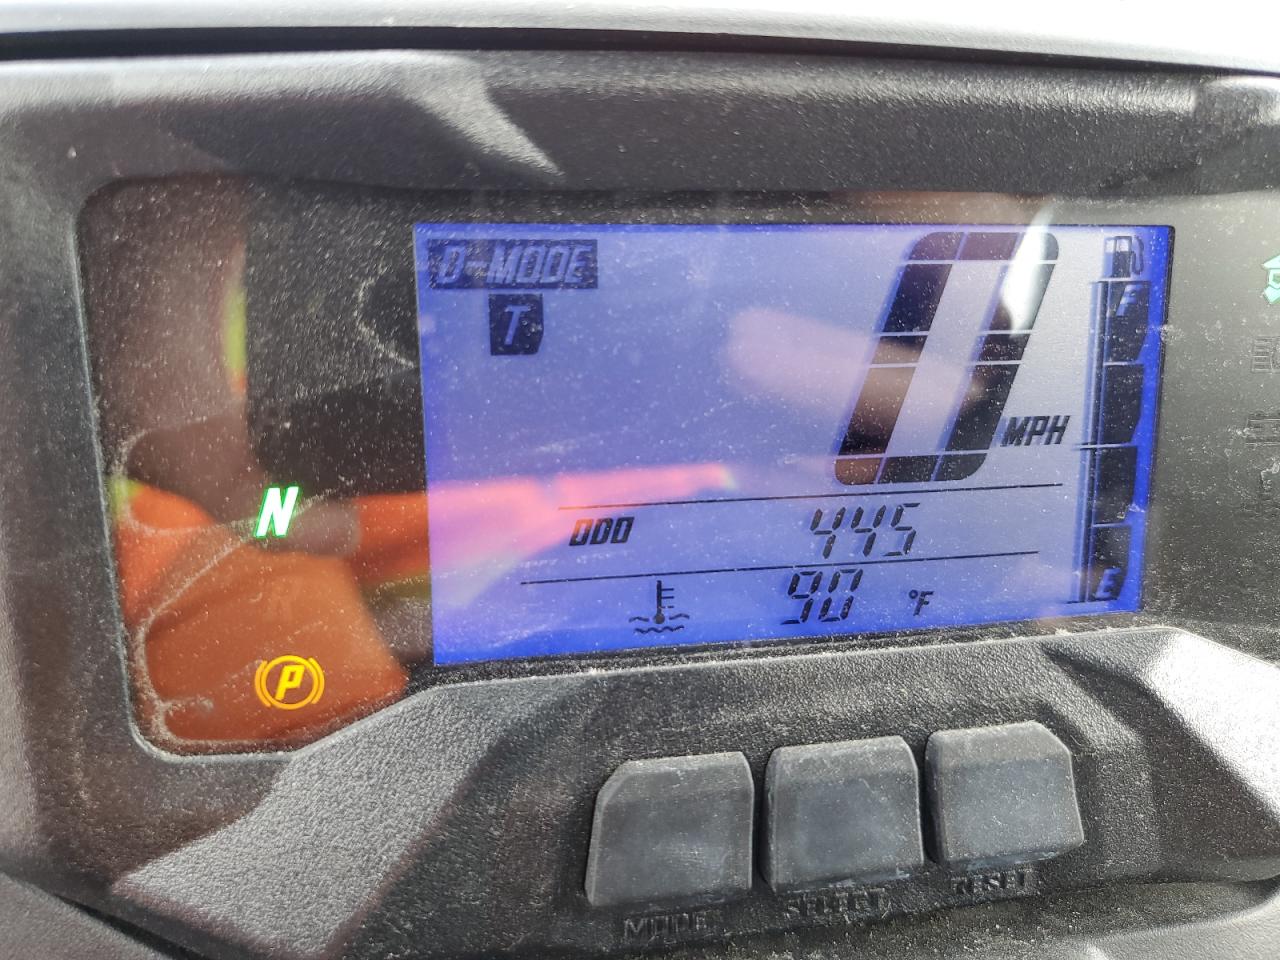 D-MODE
T
0 MPH
F
N
ODO 445
90 °F
E
P
MODE SELECT RESET